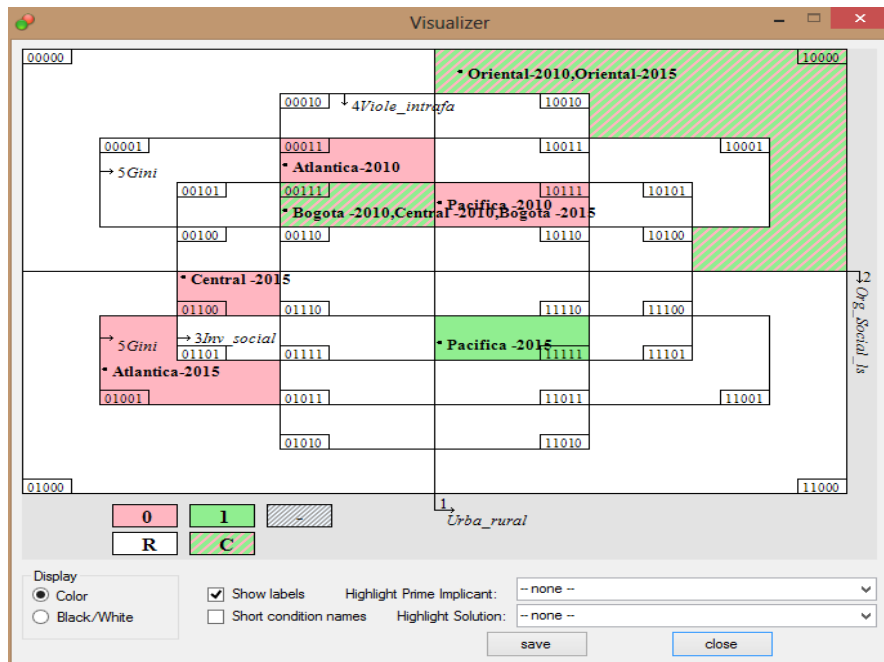 Visualizer
00000
10000
Oriental-2010,Oriental-2015
00010
4Viole_intrafa
10010
00001
00011
10011
10001
5Gini
Atlantica-2010
00101
00111
10111
10101
Pacifica -2010
Bogota -2010,Central -2010,Bogota -2015
00100
00110
10110
10100
2
Org_Social_ls
Central -2015
01100
01110
11110
11100
5Gini
3Inv_social
Pacifica -2015
01101
01111
11111
11101
Atlantica-2015
01001
01011
11011
11001
01010
11010
01000
11000
1
Urba_rural
0
1
-
R
C
Display
Color
Black/White
Show labels
Short condition names
Highlight Prime Implicant:
-- none --
Highlight Solution:
-- none --
save
close